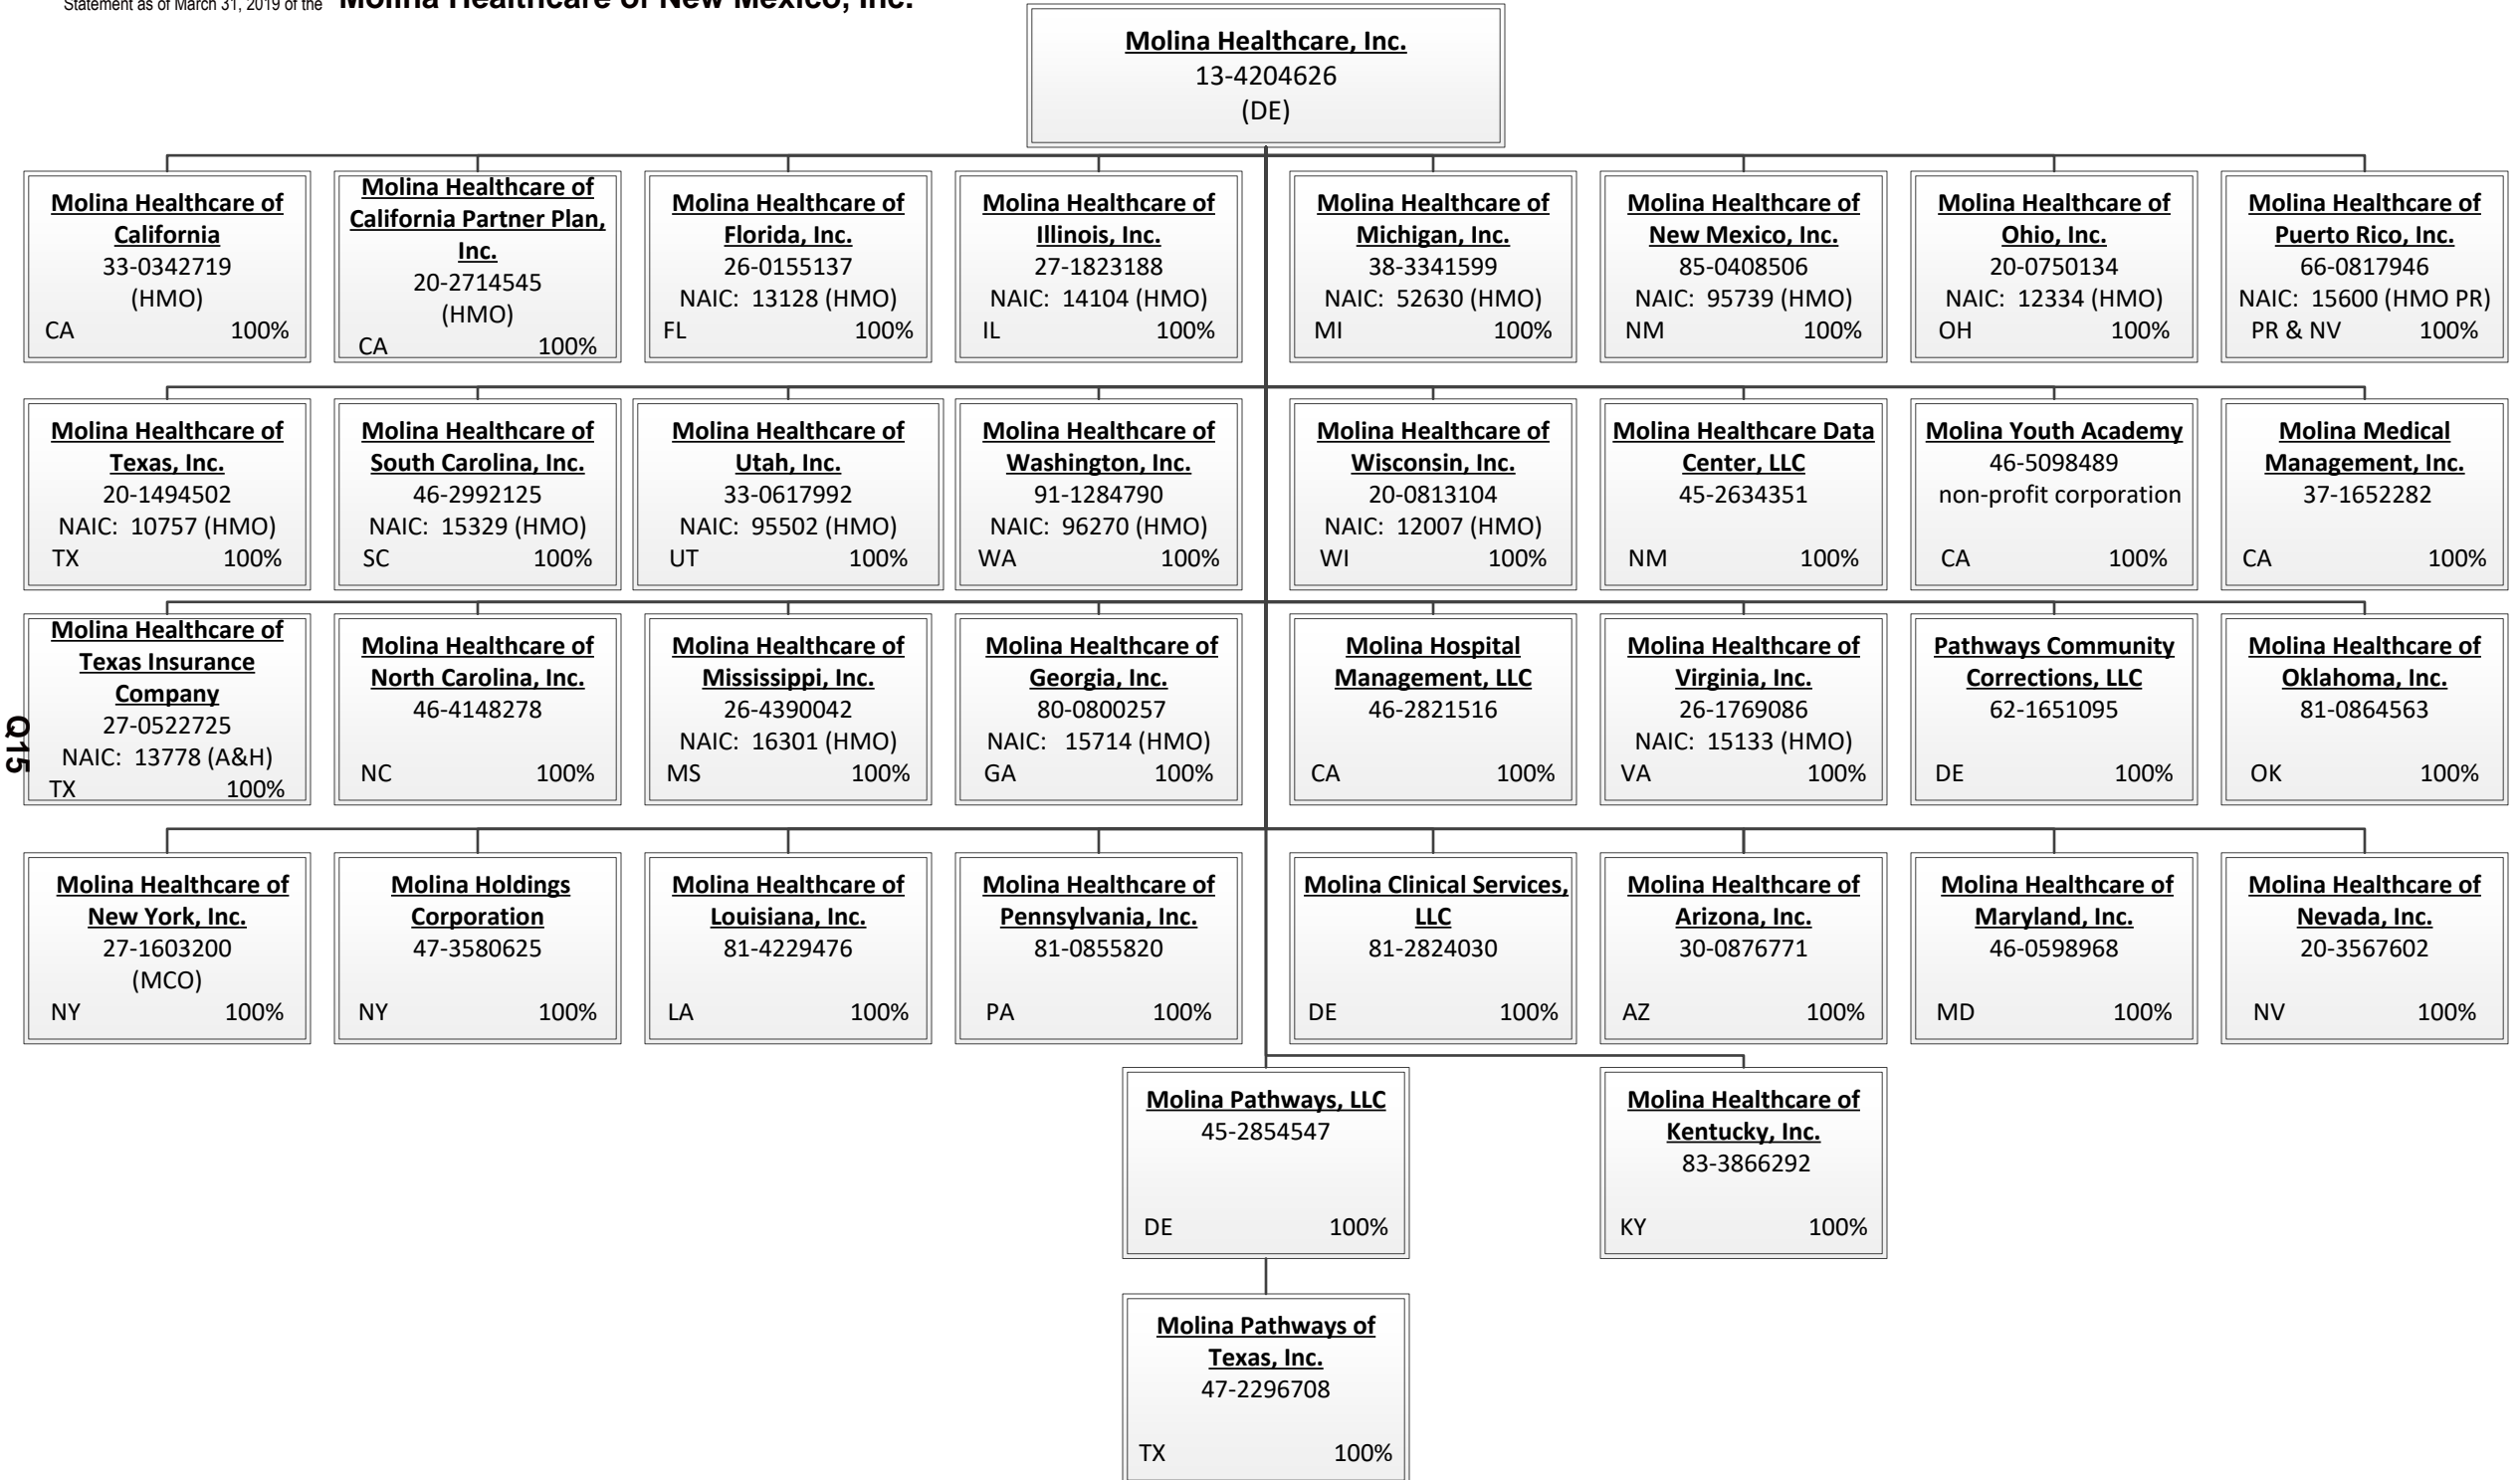 Statement as of March 31, 2019 of the Molina Healthcare of New Mexico, Inc.
Molina Healthcare, Inc.
13-4204626
(DE)
Molina Healthcare of
California
33-0342719
(HMO)
CA 100%
Molina Healthcare of
California Partner Plan,
Inc.
20-2714545
(HMO)
CA 100%
Molina Healthcare of
Florida, Inc.
26-0155137
NAIC: 13128 (HMO)
FL 100%
Molina Healthcare of
Illinois, Inc.
27-1823188
NAIC: 14104 (HMO)
IL 100%
Molina Healthcare of
Michigan, Inc.
38-3341599
NAIC: 52630 (HMO)
MI 100%
Molina Healthcare of
New Mexico, Inc.
85-0408506
NAIC: 95739 (HMO)
NM 100%
Molina Healthcare of
Ohio, Inc.
20-0750134
NAIC: 12334 (HMO)
OH 100%
Molina Healthcare of
Puerto Rico, Inc.
66-0817946
NAIC: 15600 (HMO PR)
PR & NV 100%
Molina Healthcare of
Texas, Inc.
20-1494502
NAIC: 10757 (HMO)
TX 100%
Molina Healthcare of
South Carolina, Inc.
46-2992125
NAIC: 15329 (HMO)
SC 100%
Molina Healthcare of
Utah, Inc.
33-0617992
NAIC: 95502 (HMO)
UT 100%
Molina Healthcare of
Washington, Inc.
91-1284790
NAIC: 96270 (HMO)
WA 100%
Molina Healthcare of
Wisconsin, Inc.
20-0813104
NAIC: 12007 (HMO)
WI 100%
Molina Healthcare Data
Center, LLC
45-2634351
NM 100%
Molina Youth Academy
46-5098489
non-profit corporation
CA 100%
Molina Medical
Management, Inc.
37-1652282
CA 100%
Molina Healthcare of
Texas Insurance
Company
27-0522725
NAIC: 13778 (A&H)
TX 100%
Molina Healthcare of
North Carolina, Inc.
46-4148278
NC 100%
Molina Healthcare of
Mississippi, Inc.
26-4390042
NAIC: 16301 (HMO)
MS 100%
Molina Healthcare of
Georgia, Inc.
80-0800257
NAIC: 15714 (HMO)
GA 100%
Molina Hospital
Management, LLC
46-2821516
CA 100%
Molina Healthcare of
Virginia, Inc.
26-1769086
NAIC: 15133 (HMO)
VA 100%
Pathways Community
Corrections, LLC
62-1651095
DE 100%
Molina Healthcare of
Oklahoma, Inc.
81-0864563
OK 100%
Q15
Molina Healthcare of
New York, Inc.
27-1603200
(MCO)
NY 100%
Molina Holdings
Corporation
47-3580625
NY 100%
Molina Healthcare of
Louisiana, Inc.
81-4229476
LA 100%
Molina Healthcare of
Pennsylvania, Inc.
81-0855820
PA 100%
Molina Clinical Services,
LLC
81-2824030
DE 100%
Molina Healthcare of
Arizona, Inc.
30-0876771
AZ 100%
Molina Healthcare of
Maryland, Inc.
46-0598968
MD 100%
Molina Healthcare of
Nevada, Inc.
20-3567602
NV 100%
Molina Pathways, LLC
45-2854547
DE 100%
Molina Healthcare of
Kentucky, Inc.
83-3866292
KY 100%
Molina Pathways of
Texas, Inc.
47-2296708
TX 100%